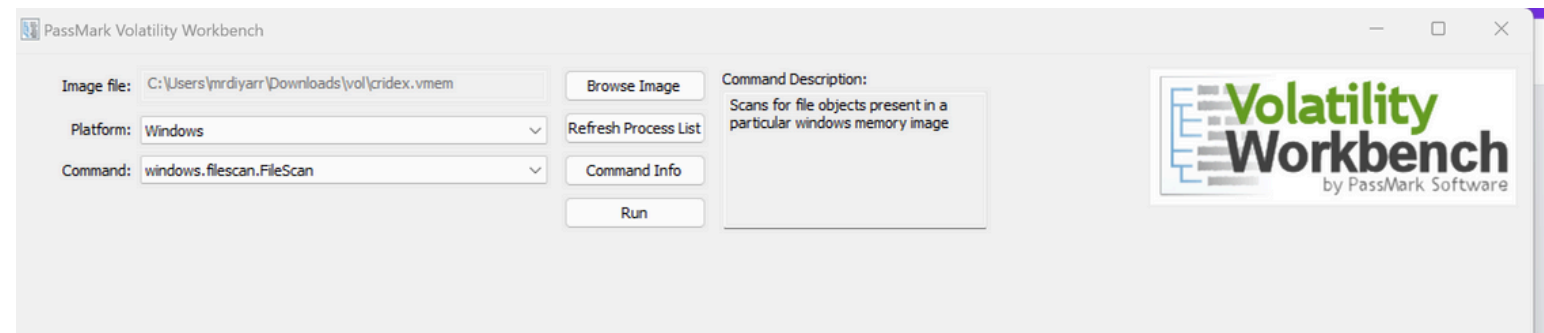 PassMark Volatility Workbench
Image file: C:\Users\mrdiyarr\Downloads\vol\cridex.vmem
Browse Image
Platform: Windows
Refresh Process List
Command: windows.filescan.FileScan
Command Info
Run
Command Description:
Scans for file objects present in a
particular windows memory image
Volatility
Workbench
by PassMark Software